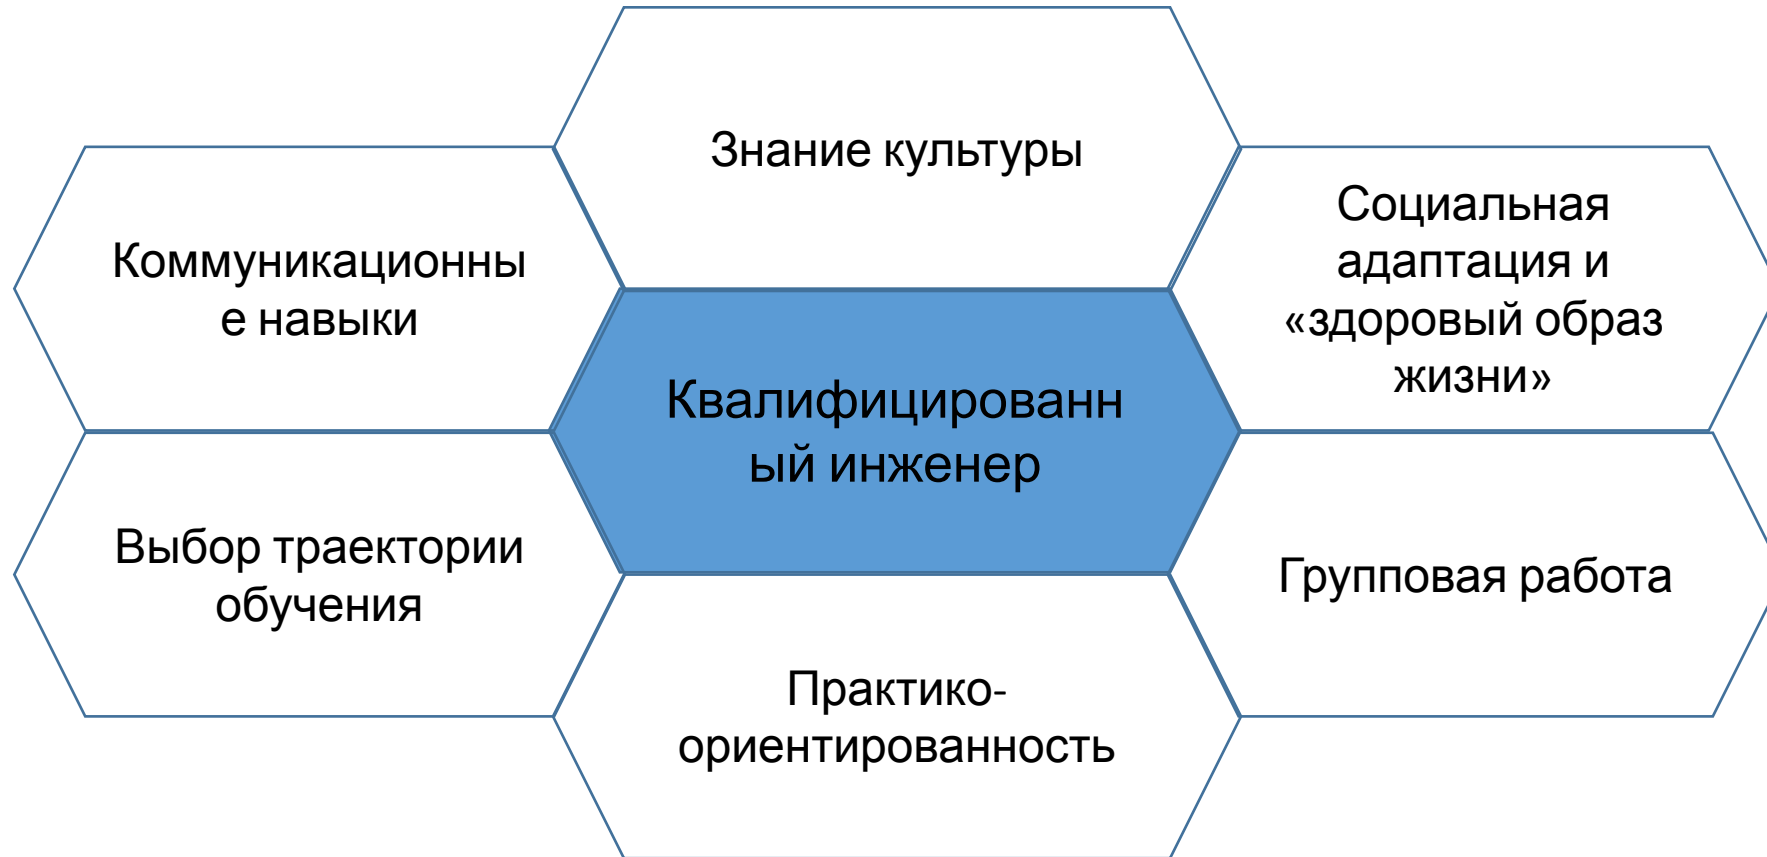 Знание культуры
Коммуникационны
е навыки
Социальная
адаптация и
«здоровый образ
жизни»
Квалифицированн
ый инженер
Выбор траектории
обучения
Групповая работа
Практико-
ориентированность